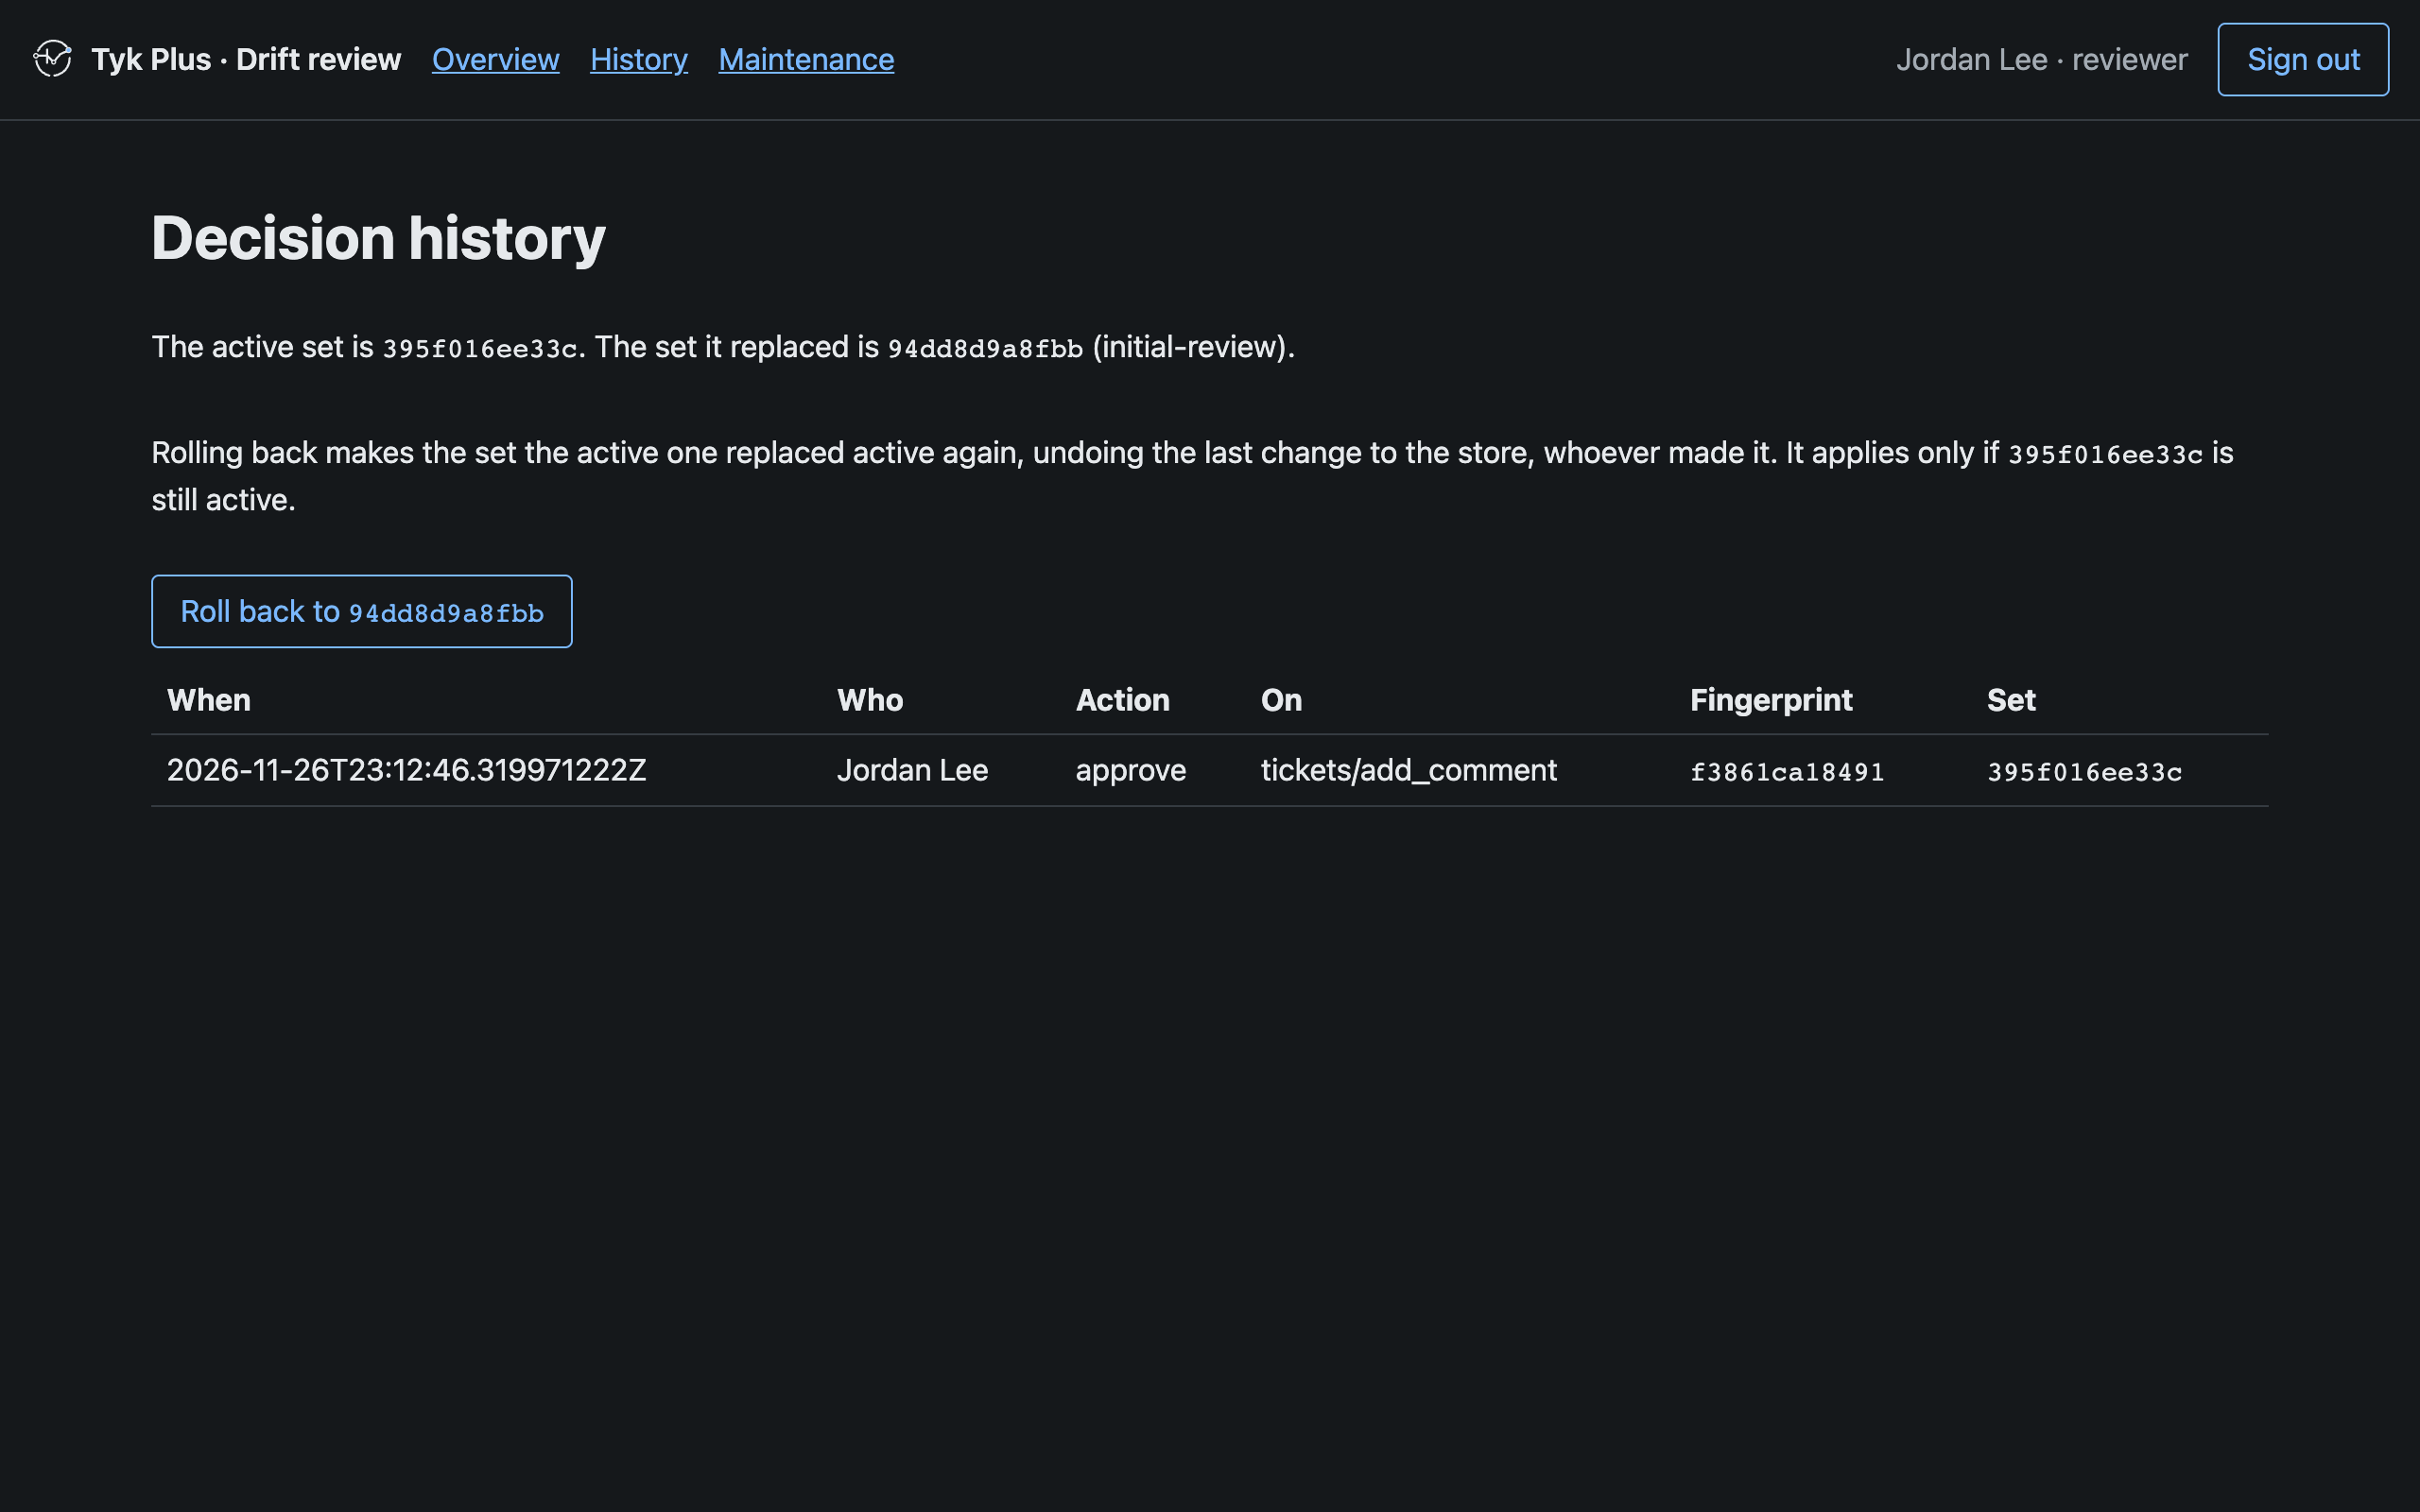 Tyk Plus · Drift review Overview History Maintenance Jordan Lee · reviewer Sign out
Decision history
The active set is 395f016ee33c. The set it replaced is 94dd8d9a8fbb (initial-review).
Rolling back makes the set the active one replaced active again, undoing the last change to the store, whoever made it. It applies only if 395f016ee33c is
still active.
Roll back to 94dd8d9a8fbb
When Who Action On Fingerprint Set
2026-11-26T23:12:46.319971222Z Jordan Lee approve tickets/add_comment f3861ca18491 395f016ee33c